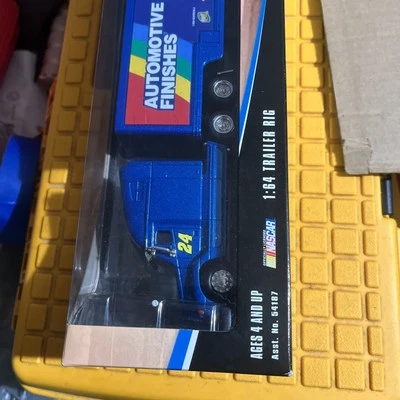 AUTOMOTIVE
FINISHES
24
1:64 TRAILER RIG
NASCAR
AGES 4 AND UP
Asst. No. 54187